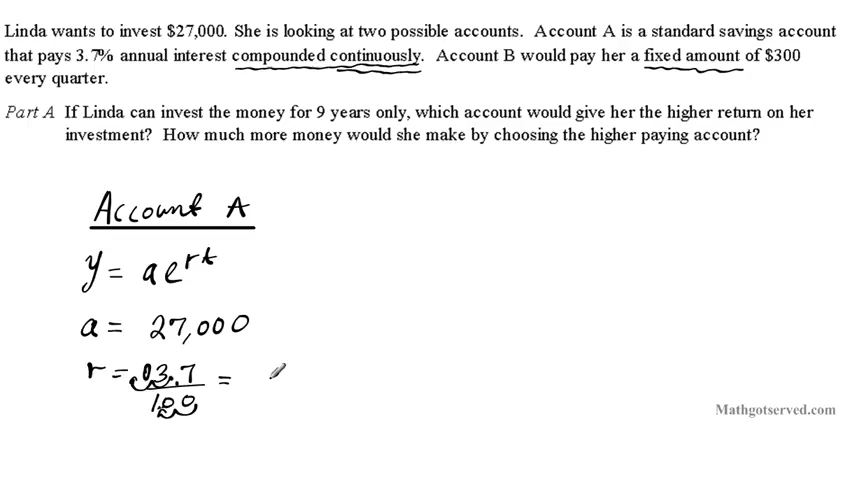 Linda wants to invest $27,000. She is looking at two possible accounts. Account A is a standard savings account
that pays 3.7% annual interest compounded continuously. Account B would pay her a fixed amount of $300
every quarter.
Part A If Linda can invest the money for 9 years only, which account would give her the higher return on her
investment? How much more money would she make by choosing the higher paying account?
Account A
y = ae^rt
a = 27,000
r = .03.7/100 =
Mathgotserved.com